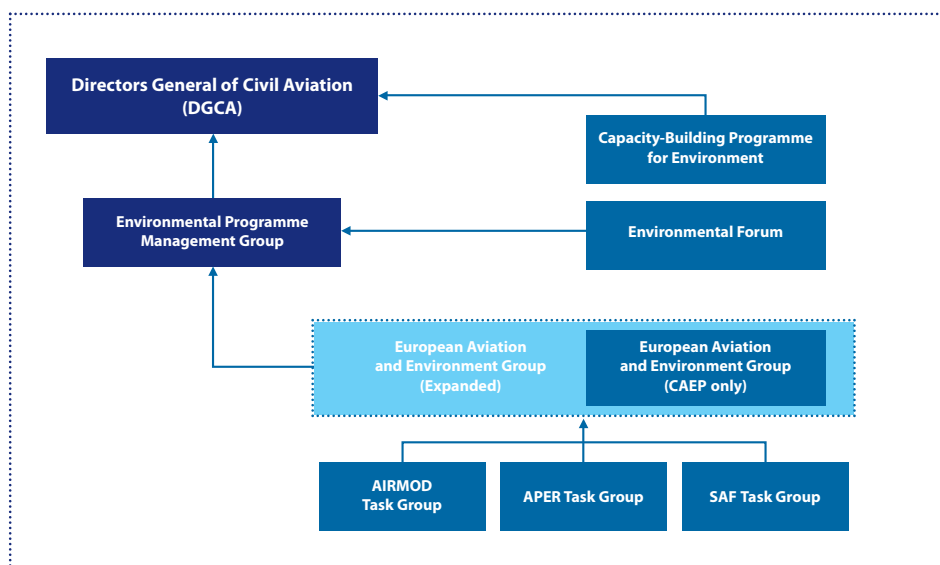 Directors General of Civil Aviation
(DGCA)
Capacity-Building Programme
for Environment
Environmental Programme
Management Group
Environmental Forum
European Aviation
and Environment Group
(Expanded)
European Aviation
and Environment Group
(CAEP only)
AIRMOD
Task Group
APER Task Group
SAF Task Group